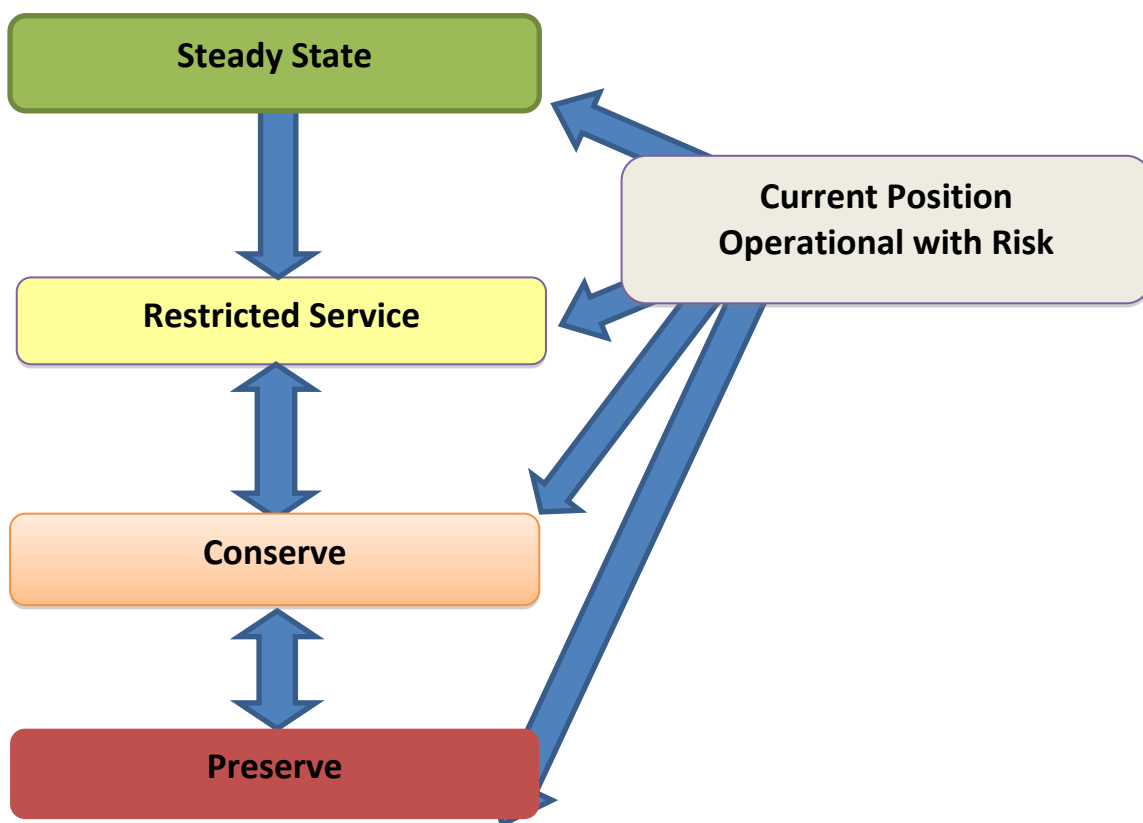 Steady State
Current Position
Operational with Risk
Restricted Service
Conserve
Preserve